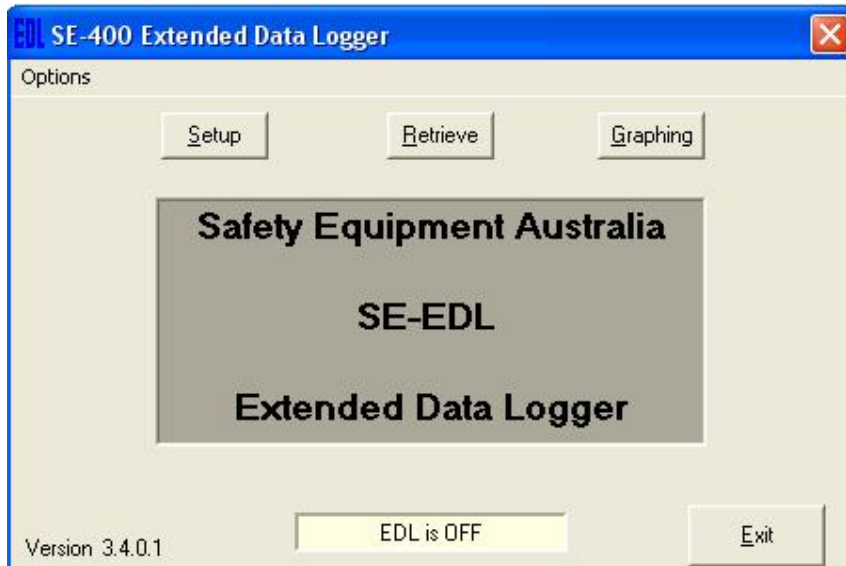 EDL SE-400 Extended Data Logger
Options
Setup Retrieve Graphing
Safety Equipment Australia
SE-EDL
Extended Data Logger
Version 3.4.0.1
EDL is OFF
Exit